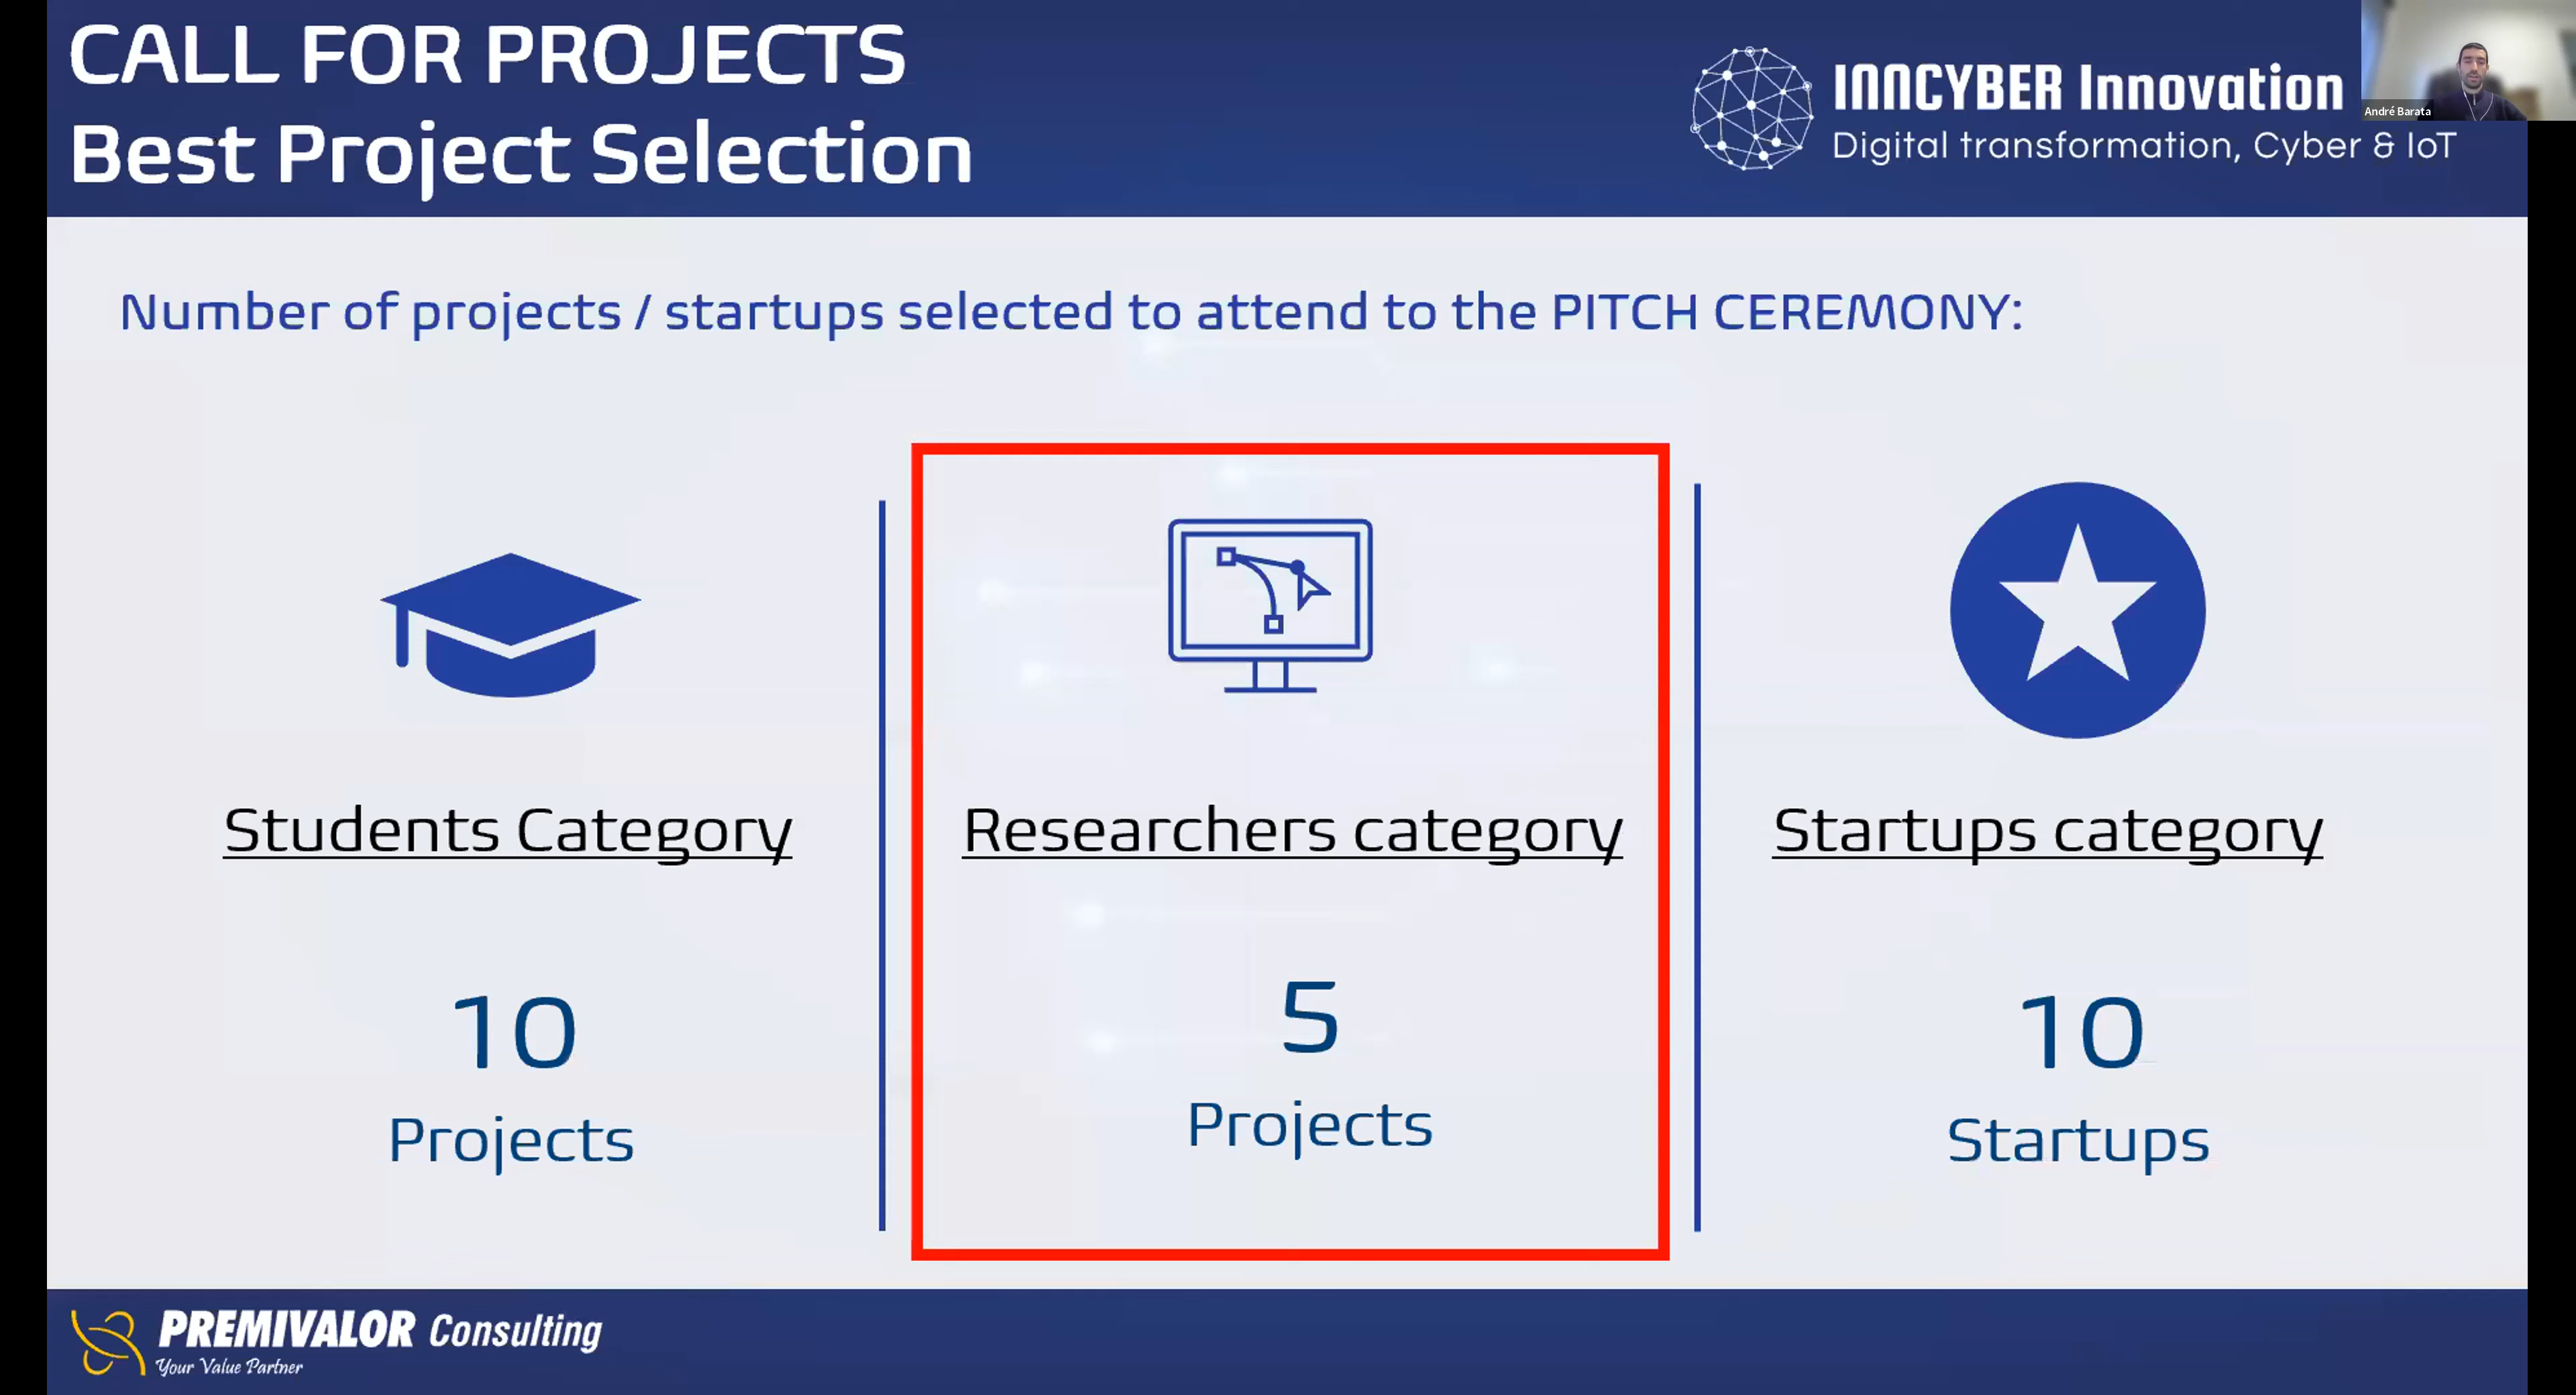 CALL FOR PROJECTS
Best Project Selection
INNCYBER Innovation
Digital transformation, Cyber & IoT
André Barata
Number of projects / startups selected to attend to the PITCH CEREMONY:
Students Category
10
Projects
Researchers category
5
Projects
Startups category
10
Startups
PREMIVALOR Consulting
Your Value Partner